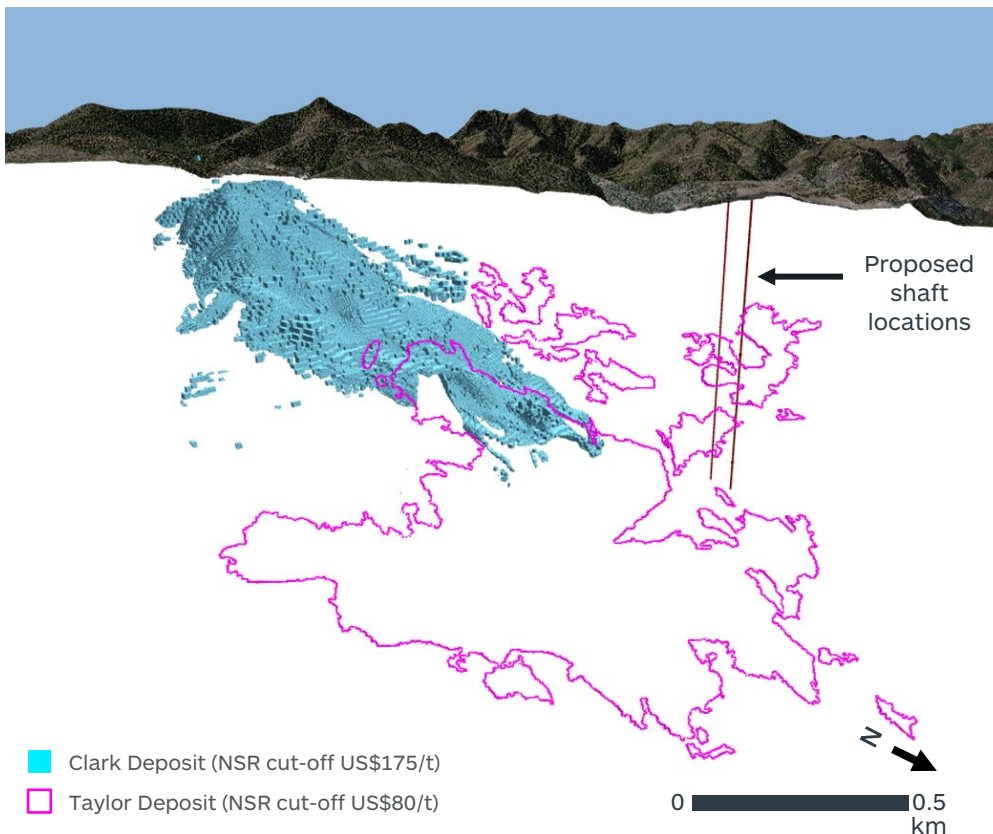 Proposed
shaft
locations
N
Clark Deposit (NSR cut-off US$175/t)
Taylor Deposit (NSR cut-off US$80/t)
0 0.5
km